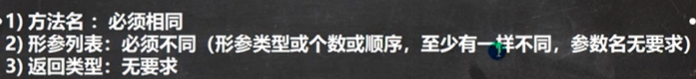 1) 方法名：必须相同
2) 形参列表：必须不同（形参类型或个数或顺序，至少有一样不同，参数名无要求）
3) 返回类型：无要求